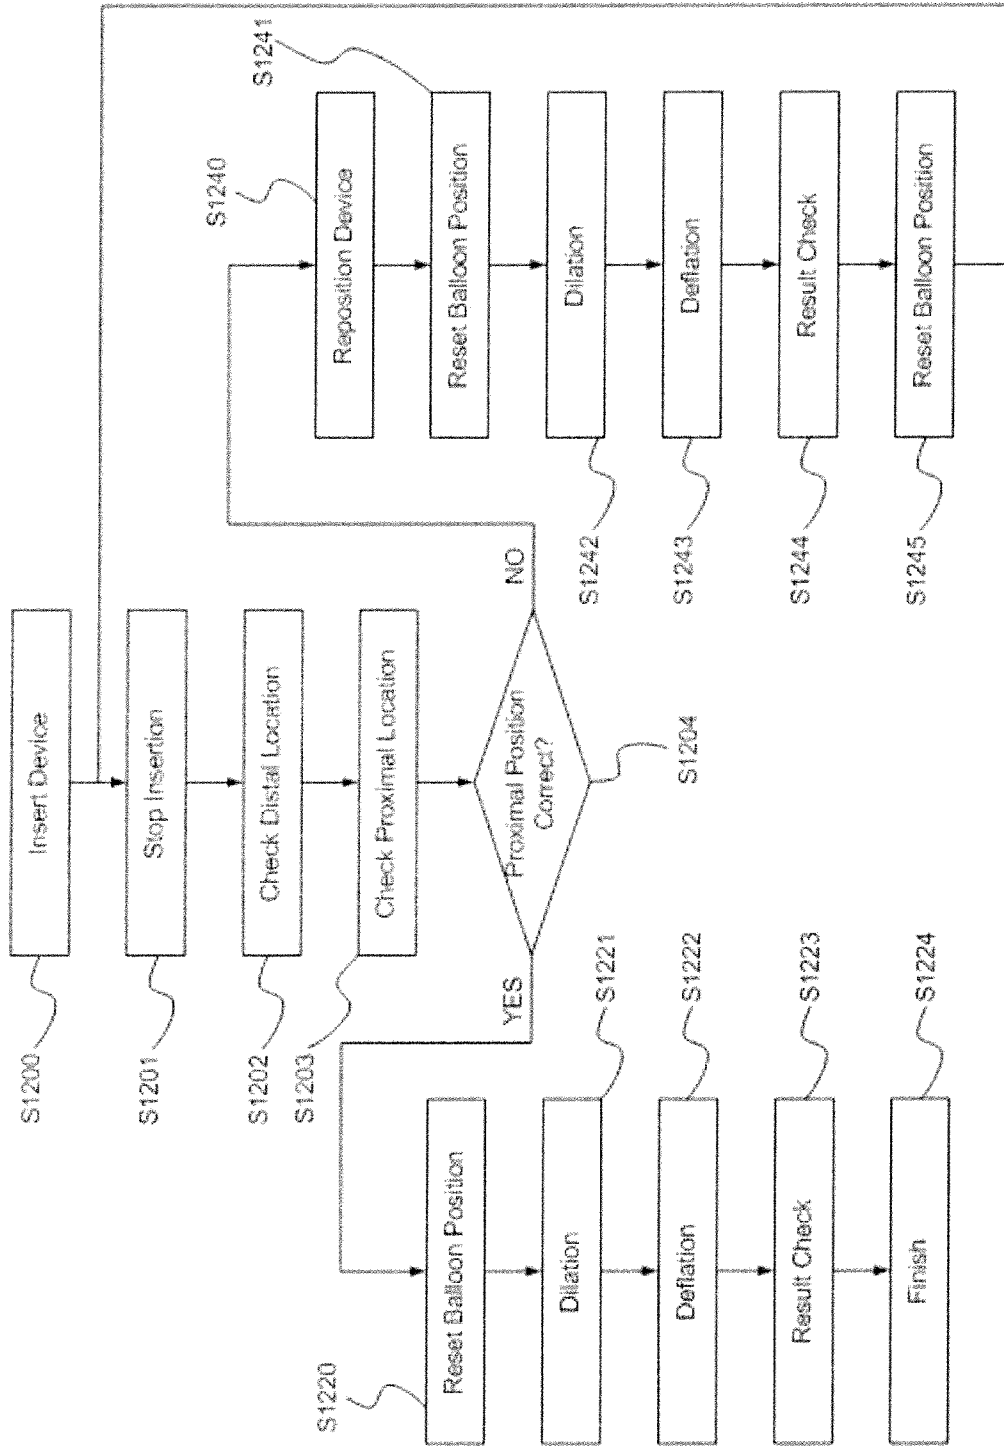 S1200
Insert Device
S1201
Stop Insertion
S1202
Check Distal Location
S1203
Check Proximal Location
Proximal Position
Correct?
S1204
YES
NO
S1220
Reset Balloon Position
Dilation
S1221
Deflation
S1222
Result Check
S1223
Finish
S1224
S1240
Reposition Device
S1241
Reset Balloon Position
S1242
Dilation
S1243
Deflation
S1244
Result Check
S1245
Reset Balloon Position